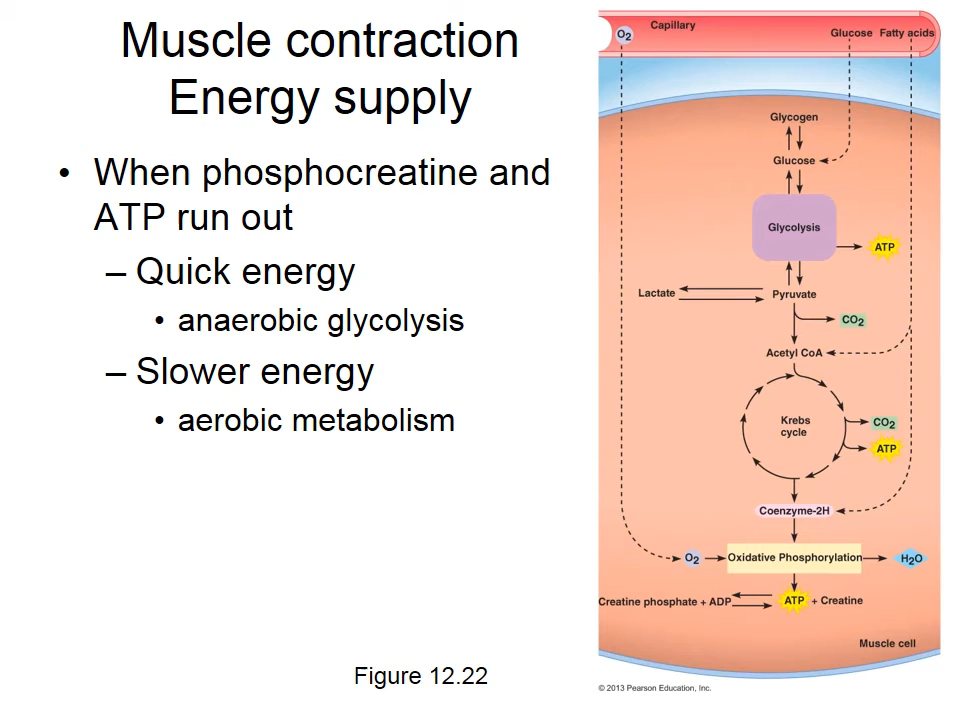 Muscle contraction
Energy supply
• When phosphocreatine and
ATP run out
– Quick energy
• anaerobic glycolysis
– Slower energy
• aerobic metabolism
Figure 12.22
Capillary
O2
Glucose Fatty acids
Glycogen
Glucose
Glycolysis
ATP
Lactate
Pyruvate
CO2
Acetyl CoA
Krebs
cycle
CO2
ATP
Coenzyme-2H
O2
Oxidative Phosphorylation
H2O
Creatine phosphate + ADP
ATP + Creatine
Muscle cell
© 2013 Pearson Education, Inc.